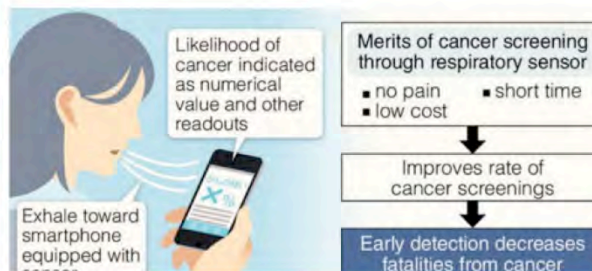 Likelihood of
cancer indicated
as numerical
value and other
readouts
X%
Exhale toward
smartphone
equipped with
sensor
Merits of cancer screening
through respiratory sensor
▪ no pain ▪ short time
▪ low cost
Improves rate of
cancer screenings
Early detection decreases
fatalities from cancer